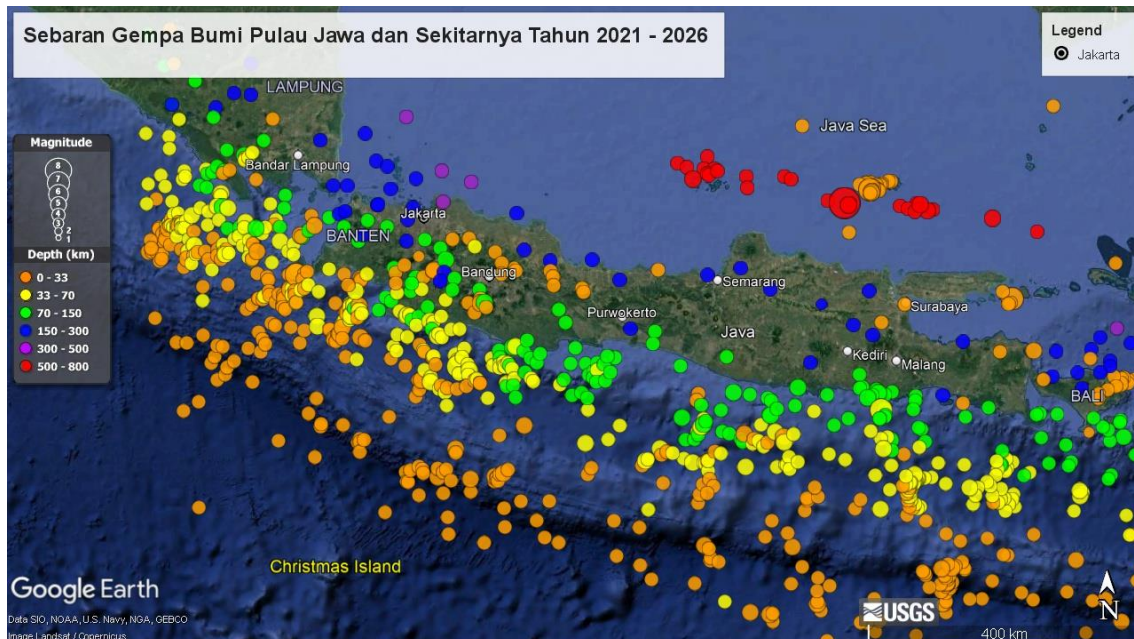 Sebaran Gempa Bumi Pulau Jawa dan Sekitarnya Tahun 2021 - 2026
Legend
Jakarta
LAMPUNG
Java Sea
Magnitude
8
7
6
5
4
3
2
1
Depth (km)
0 - 33
33 - 70
70 - 150
150 - 300
300 - 500
500 - 800
Bandar Lampung
Jakarta
BANTEN
Bandung
Semarang
Purwokerto
Surabaya
Java
Kediri
Malang
BALI
Christmas Island
Google Earth
Data SIO, NOAA, U.S. Navy, NGA, GEBCO
Image Landsat / Copernicus
USGS
N
400 km